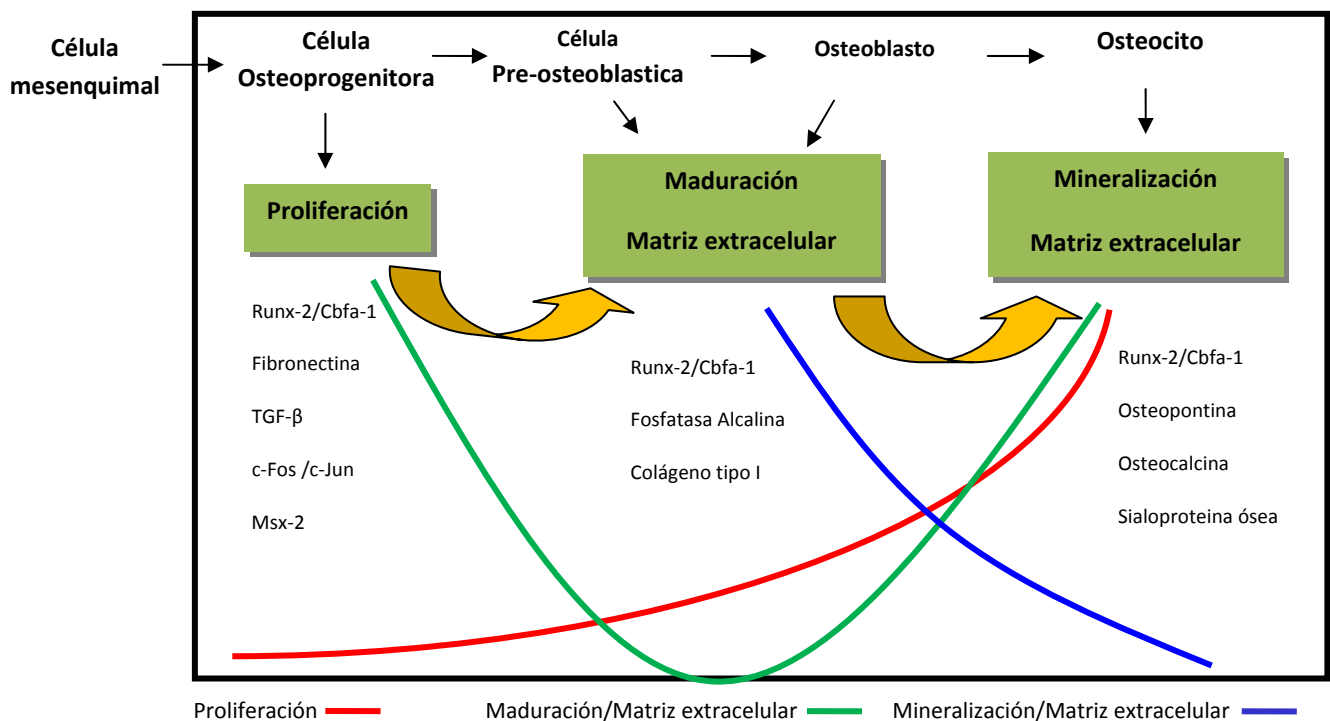 Célula
mesenquimal
Célula
Osteoprogenitora
Célula
Pre-osteoblastica
Osteoblasto
Osteocito
Proliferación
Maduración
Matriz extracelular
Mineralización
Matriz extracelular
Runx-2/Cbfa-1
Fibronectina
TGF-β
c-Fos /c-Jun
Msx-2
Runx-2/Cbfa-1
Fosfatasa Alcalina
Colágeno tipo I
Runx-2/Cbfa-1
Osteopontina
Osteocalcina
Sialoproteina ósea
Proliferación
Maduración/Matriz extracelular
Mineralización/Matriz extracelular